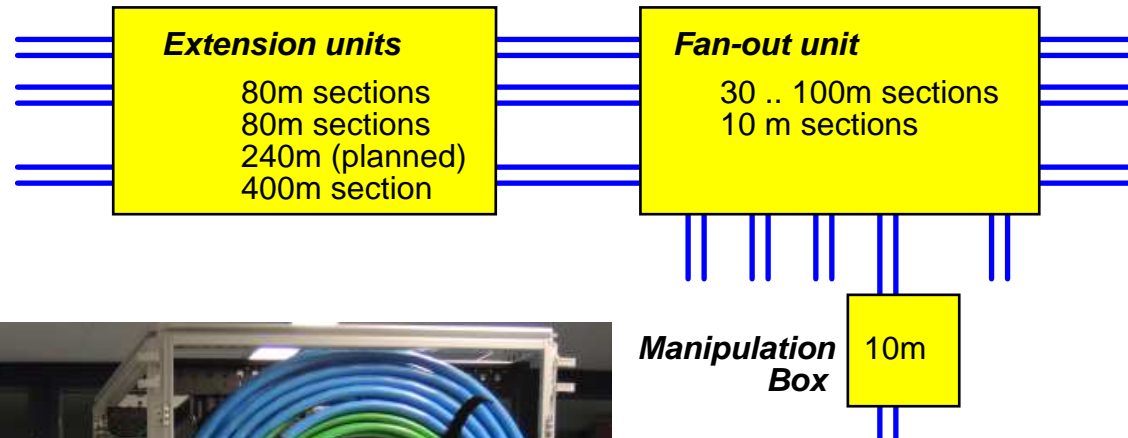 Extension units
80m sections
80m sections
240m (planned)
400m section
Fan-out unit
30 .. 100m sections
10 m sections
Manipulation
Box
10m